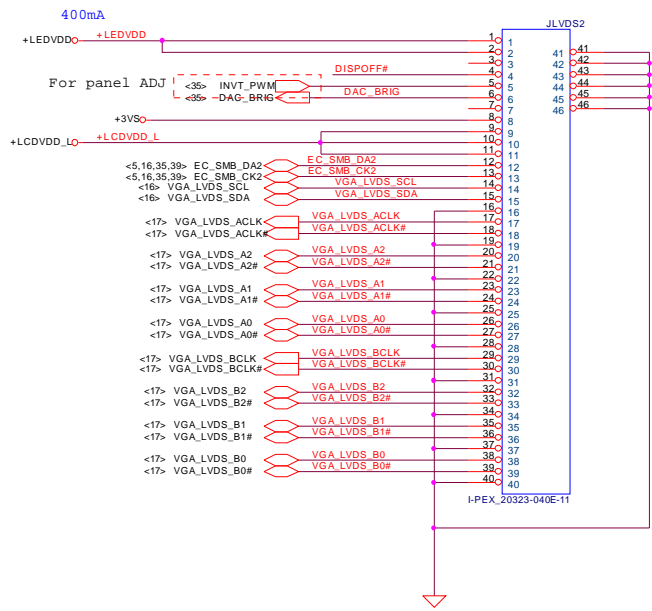 400mA
JLVDS2
+LEDVDD +LEDVDD 1 1
2 2 41 41
3 3 42 42
DISPOFF# 4 4 43 43
For panel ADJ <35> INVT_PWM 5 5 44 44
<35> DAC_BRIG DAC_BRIG 6 6 45 45
7 7 46 46
+3VS 8 8
9 9
+LCDVDD_L +LCDVDD_L 10 10
11 11
<5,16,35,39> EC_SMB_DA2 EC_SMB_DA2 12 12
<5,16,35,39> EC_SMB_CK2 EC_SMB_CK2 13 13
<16> VGA_LVDS_SCL VGA_LVDS_SCL 14 14
<16> VGA_LVDS_SDA VGA_LVDS_SDA 15 15
16 16
<17> VGA_LVDS_ACLK VGA_LVDS_ACLK 17 17
<17> VGA_LVDS_ACLK# VGA_LVDS_ACLK# 18 18
19 19
<17> VGA_LVDS_A2 VGA_LVDS_A2 20 20
<17> VGA_LVDS_A2# VGA_LVDS_A2# 21 21
22 22
<17> VGA_LVDS_A1 VGA_LVDS_A1 23 23
<17> VGA_LVDS_A1# VGA_LVDS_A1# 24 24
25 25
<17> VGA_LVDS_A0 VGA_LVDS_A0 26 26
<17> VGA_LVDS_A0# VGA_LVDS_A0# 27 27
28 28
<17> VGA_LVDS_BCLK VGA_LVDS_BCLK 29 29
<17> VGA_LVDS_BCLK# VGA_LVDS_BCLK# 30 30
31 31
<17> VGA_LVDS_B2 VGA_LVDS_B2 32 32
<17> VGA_LVDS_B2# VGA_LVDS_B2# 33 33
34 34
<17> VGA_LVDS_B1 VGA_LVDS_B1 35 35
<17> VGA_LVDS_B1# VGA_LVDS_B1# 36 36
37 37
<17> VGA_LVDS_B0 VGA_LVDS_B0 38 38
<17> VGA_LVDS_B0# VGA_LVDS_B0# 39 39
40 40
I-PEX_20323-040E-11